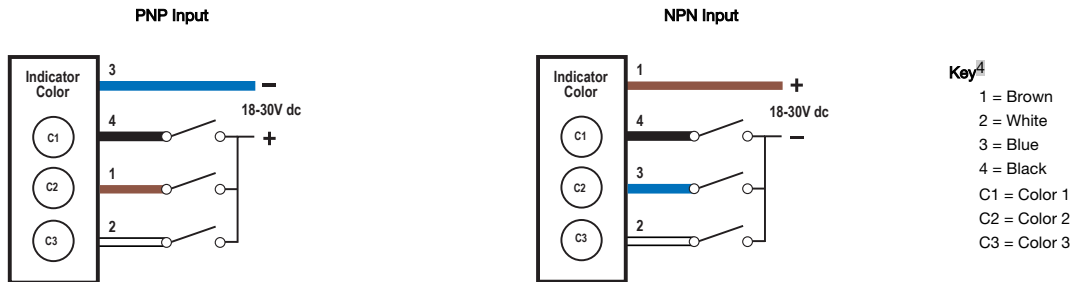 PNP Input
Indicator
Color
3
–
18-30V dc
4
+
C1
1
C2
2
C3
NPN Input
Indicator
Color
1
+
18-30V dc
4
–
C1
3
C2
2
C3
Key4
1 = Brown
2 = White
3 = Blue
4 = Black
C1 = Color 1
C2 = Color 2
C3 = Color 3